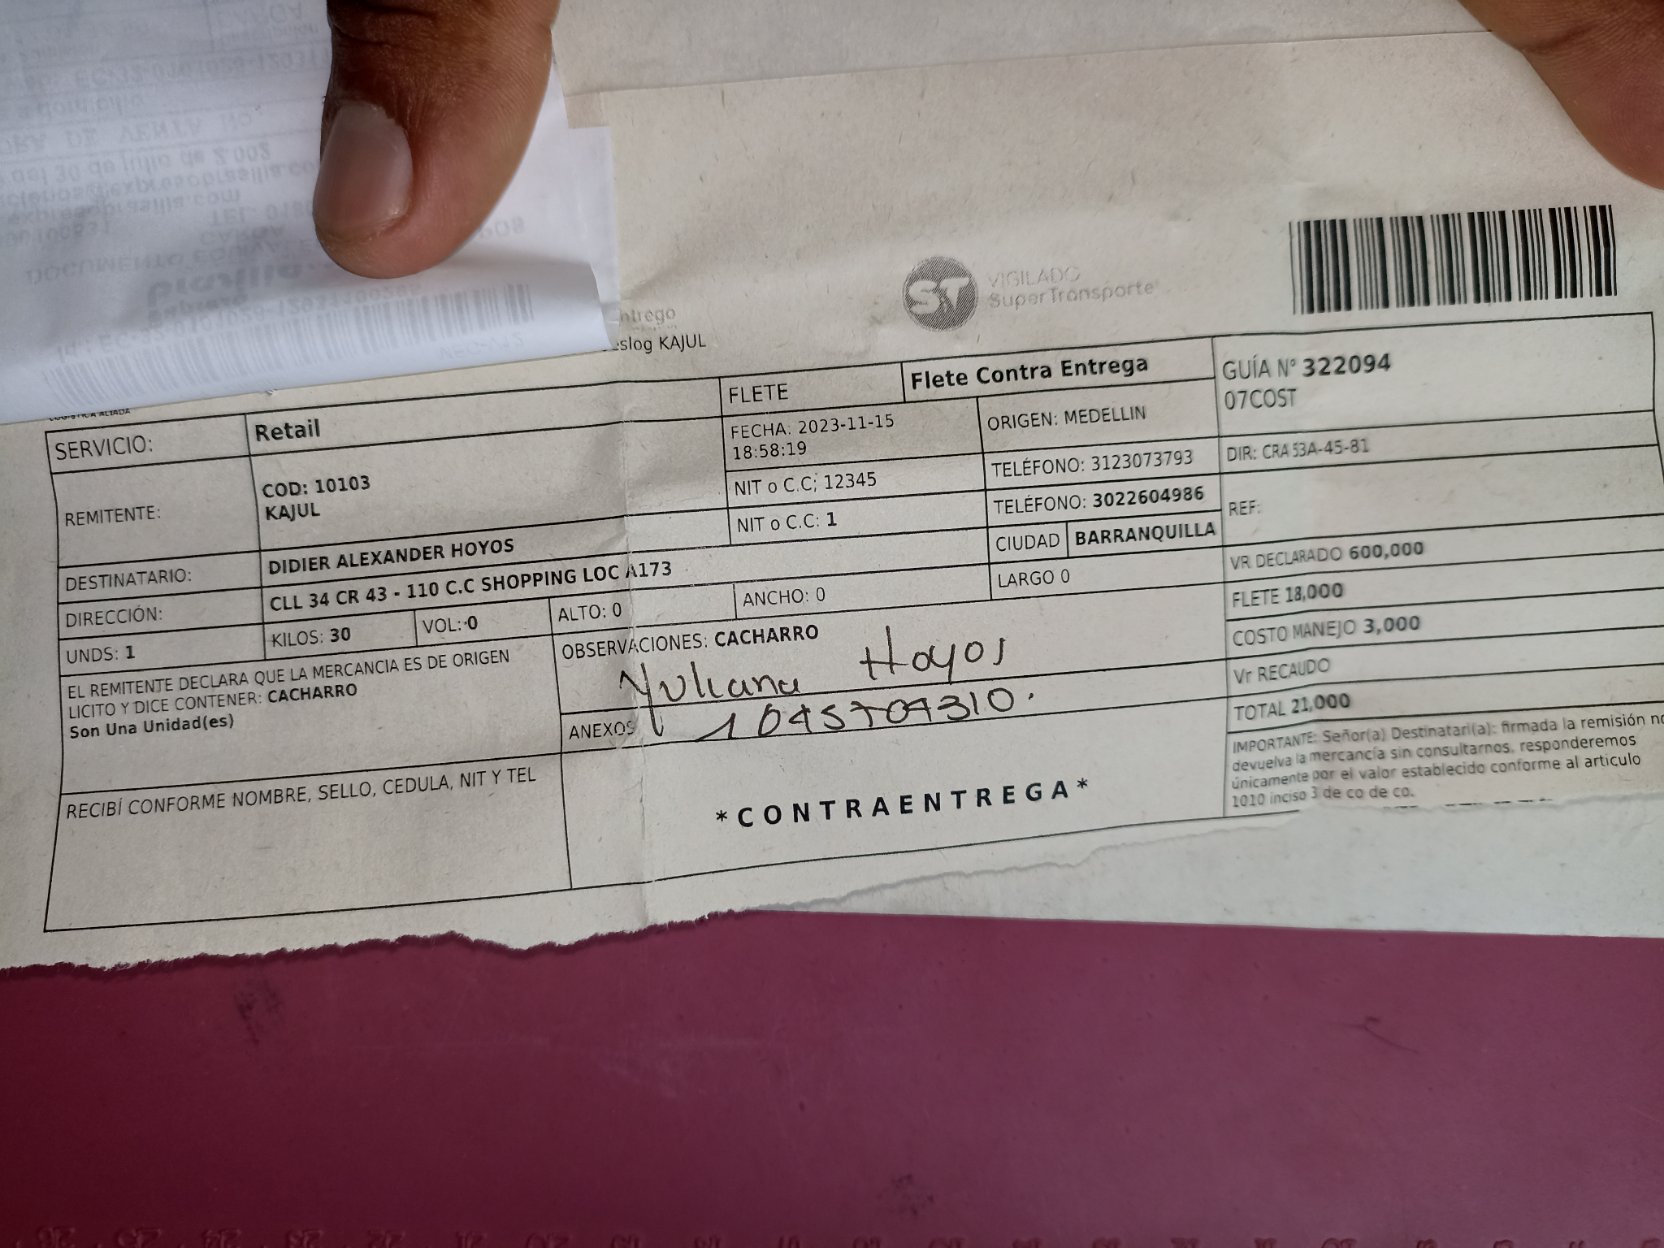 VIGILADO
SuperTransporte
ntrego
eslog KAJUL
LOGISTICA ALIADA
SERVICIO: Retail
FLETE Flete Contra Entrega
GUÍA Nº 322094
07COST
REMITENTE: COD: 10103
KAJUL
FECHA: 2023-11-15
18:58:19
ORIGEN: MEDELLIN
NIT o C.C; 12345
TELÉFONO: 3123073793
DIR: CRA 53A-45-81
DESTINATARIO: DIDIER ALEXANDER HOYOS
NIT o C.C: 1
TELÉFONO: 3022604986
REF:
DIRECCIÓN: CLL 34 CR 43 - 110 C.C SHOPPING LOC A173
CIUDAD BARRANQUILLA
VR DECLARADO 600,000
UNDS: 1 KILOS: 30 VOL: 0 ALTO: 0 ANCHO: 0 LARGO 0
FLETE 18,000
EL REMITENTE DECLARA QUE LA MERCANCIA ES DE ORIGEN
LICITO Y DICE CONTENER: CACHARRO
Son Una Unidad(es)
OBSERVACIONES: CACHARRO
Yuliana Hoyos
ANEXOS
COSTO MANEJO 3,000
Vr RECAUDO
TOTAL 21,000
RECIBÍ CONFORME NOMBRE, SELLO, CEDULA, NIT Y TEL
*CONTRAENTREGA*
IMPORTANTE: Señor(a) Destinatari(a): firmada la remisión no
devuelva la mercancía sin consultarnos, responderemos
únicamente por el valor establecido conforme al articulo
1010 inciso 3 de co de co.